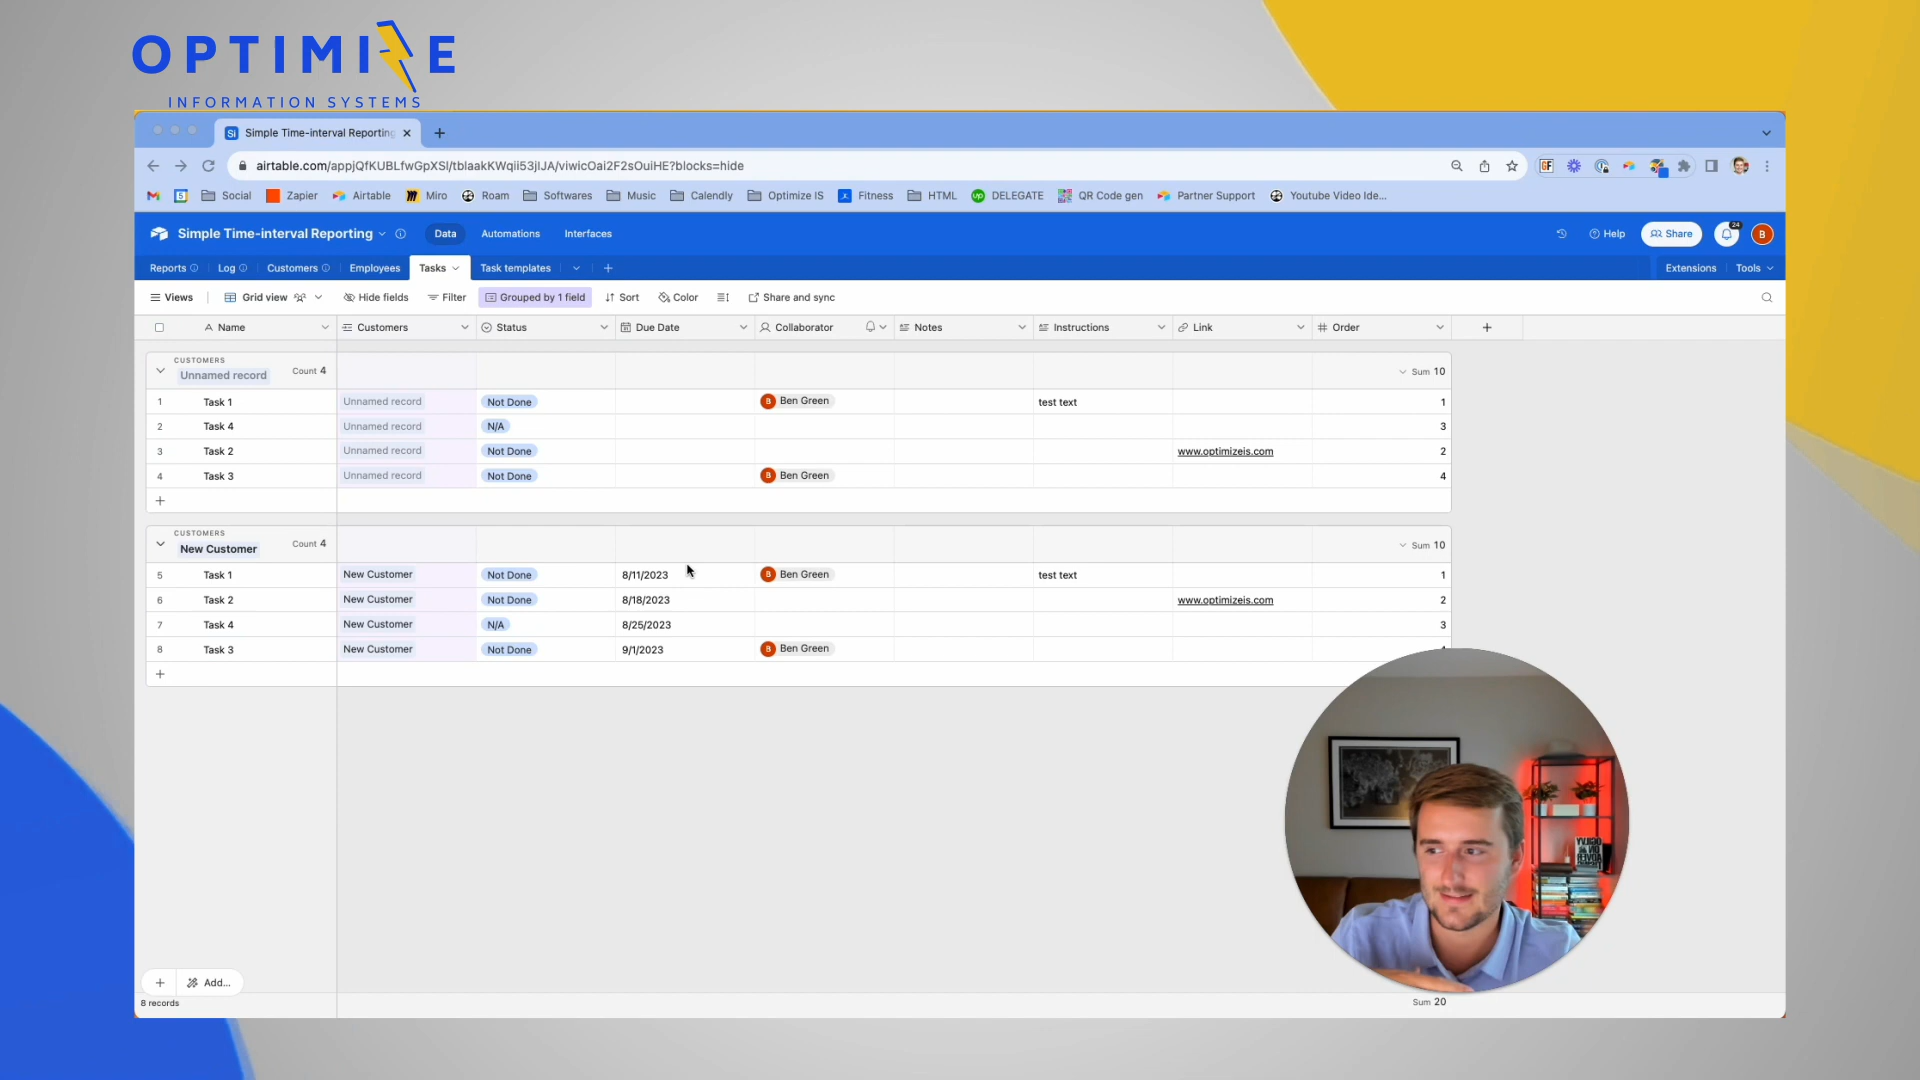 OPTIMIZE
INFORMATION SYSTEMS
Si Simple Time-interval Reporting
airtable.com/appjQfKUBLfwGpXSl/tblaakKWqii53jIJA/viwicOai2F2sOuiHE?blocks=hide
GF
5 Social Zapier Airtable Miro Roam Softwares Music Calendly Optimize IS Fitness HTML up DELEGATE QR Code gen Partner Support Youtube Video Ide...
Simple Time-interval Reporting Data Automations Interfaces Help Share 24 B
Reports Log Customers Employees Tasks Task templates Extensions Tools
Views Grid view Hide fields Filter Grouped by 1 field Sort Color Share and sync
Name Customers Status Due Date Collaborator Notes Instructions Link Order
CUSTOMERS
Unnamed record Count 4 Sum 10
1 Task 1 Unnamed record Not Done B Ben Green test text 1
2 Task 4 Unnamed record N/A 3
3 Task 2 Unnamed record Not Done www.optimizeis.com 2
4 Task 3 Unnamed record Not Done B Ben Green 4
CUSTOMERS
New Customer Count 4 Sum 10
5 Task 1 New Customer Not Done 8/11/2023 B Ben Green test text 1
6 Task 2 New Customer Not Done 8/18/2023 www.optimizeis.com 2
7 Task 4 New Customer N/A 8/25/2023 3
8 Task 3 New Customer Not Done 9/1/2023 B Ben Green
OGILVY
ON
ADVERTISING
Add...
8 records Sum 20